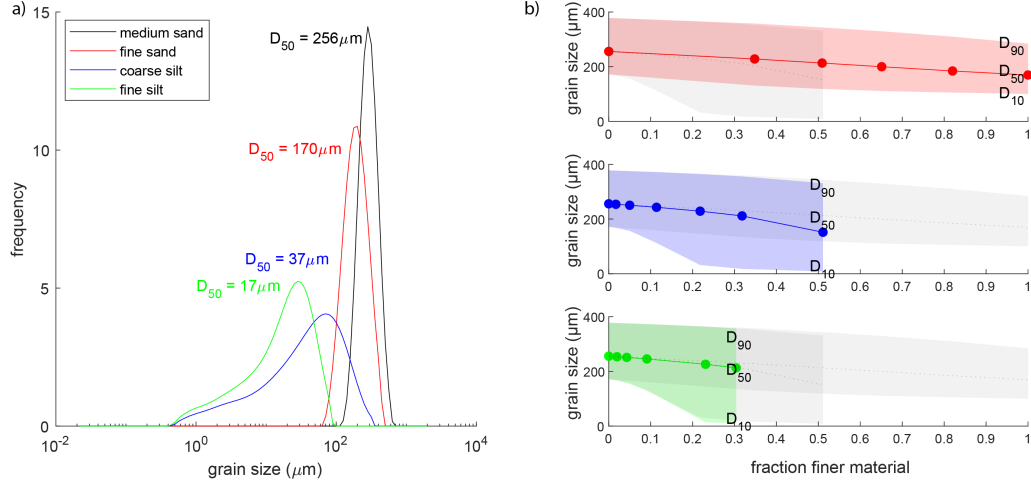 a)
15
10
5
0
frequency
medium sand
fine sand
coarse silt
fine silt
D50 = 256μm
D50 = 170μm
D50 = 37μm
D50 = 17μm
10-2
100
102
104
grain size (μm)
b)
400
200
0
grain size (μm)
D90
D50
D10
0 0.1 0.2 0.3 0.4 0.5 0.6 0.7 0.8 0.9 1
400
200
0
grain size (μm)
D90
D50
D10
0 0.1 0.2 0.3 0.4 0.5 0.6 0.7 0.8 0.9 1
400
200
0
grain size (μm)
D90
D50
D10
0 0.1 0.2 0.3 0.4 0.5 0.6 0.7 0.8 0.9 1
fraction finer material